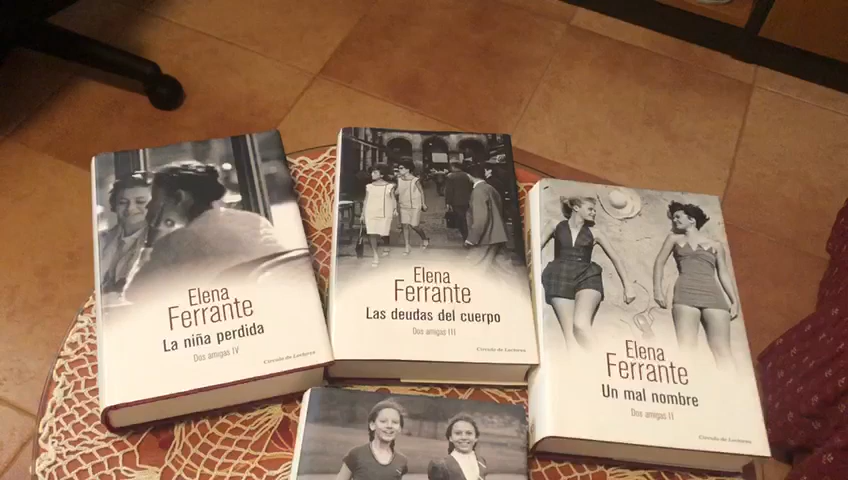 Elena
Ferrante
La niña perdida
Dos amigas IV
Círculo de Lectores
Elena
Ferrante
Las deudas del cuerpo
Dos amigas III
Círculo de Lectores
Elena
Ferrante
Un mal nombre
Dos amigas II
Círculo de Lectores